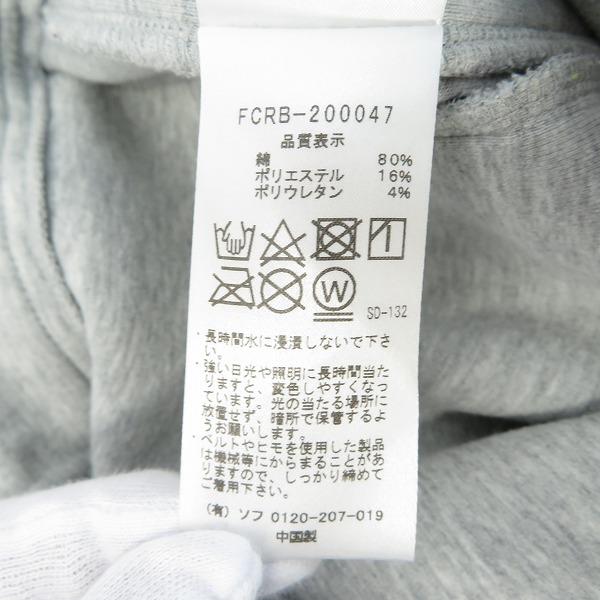 FCRB-200047
品質表示
綿 80%
ポリエステル 16%
ポリウレタン 4%
W
SD-132
・長時間水に浸漬しないで下さ
い。
・強い日光や照明に長時間当た
りますと、変色しやすくなっ
ています。光の当たる場所に
放置せず、暗所で保管するよ
うお願いします。
・ベルトやヒモを使用した製品
は機械等にからまることがあ
りますので、しっかり締めて
ご着用下さい。
(有)ソフ 0120-207-019
中国製